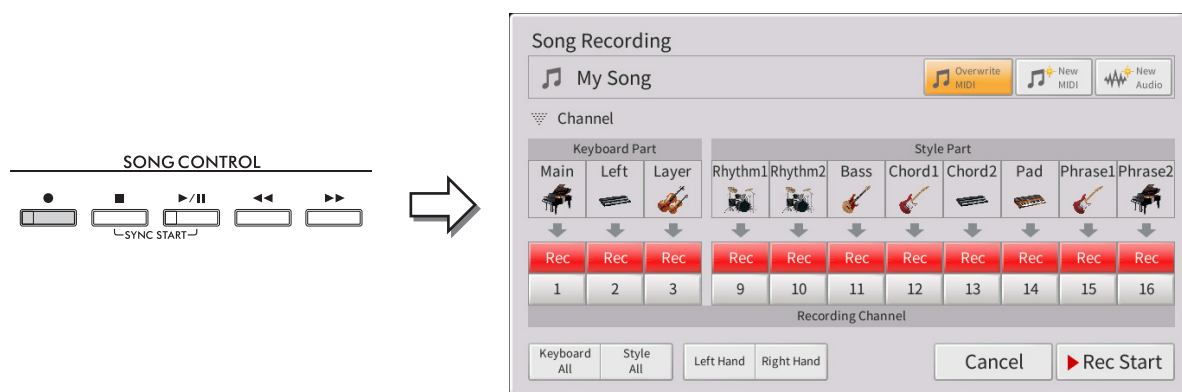 SONG CONTROL
SYNC START
Song Recording
My Song
Overwrite MIDI
New MIDI
New Audio
Channel
Keyboard Part
Style Part
Main Left Layer Rhythm1 Rhythm2 Bass Chord1 Chord2 Pad Phrase1 Phrase2
Rec Rec Rec Rec Rec Rec Rec Rec Rec Rec Rec
1 2 3 9 10 11 12 13 14 15 16
Recording Channel
Keyboard All
Style All
Left Hand
Right Hand
Cancel
Rec Start